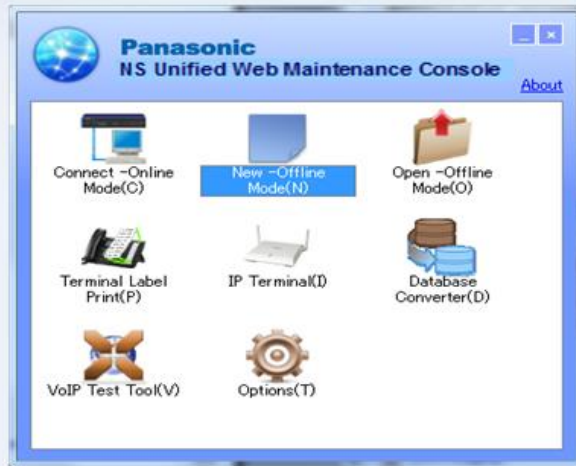 Panasonic
NS Unified Web Maintenance Console
About
Connect -Online
Mode(C)
New -Offline
Mode(N)
Open -Offline
Mode(O)
Terminal Label
Print(P)
IP Terminal(I)
Database
Converter(D)
VoIP Test Tool(V)
Options(T)